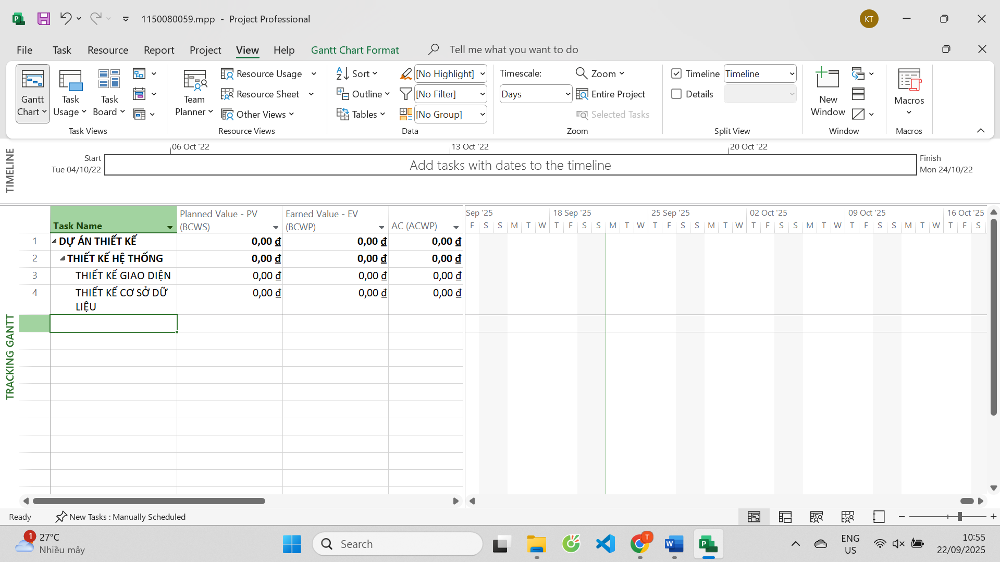 1150080059.mpp - Project Professional
KT
File Task Resource Report Project View Help Gantt Chart Format Tell me what you want to do
Gantt Chart
Task Usage
Task Board
Task Views
Team Planner
Resource Usage
Resource Sheet
Other Views
Resource Views
Sort
Outline
Tables
[No Highlight]
[No Filter]
[No Group]
Data
Timescale:
Days
Zoom
Entire Project
Selected Tasks
Zoom
Timeline Timeline
Details
Split View
New Window
Window
Macros
Macros
TIMELINE
06 Oct '22 13 Oct '22 20 Oct '22
Start
Tue 04/10/22
Add tasks with dates to the timeline
Finish
Mon 24/10/22
TRACKING GANTT
Task Name
Planned Value - PV (BCWS)
Earned Value - EV (BCWP)
AC (ACWP)
Sep '25 18 Sep '25 25 Sep '25 02 Oct '25 09 Oct '25 16 Oct '25
F S S M T W T F S S M T W T F S S M T W T F S S M T W T F S S M T W T F S
1 DỰ ÁN THIẾT KẾ 0,00 ₫ 0,00 ₫ 0,00 ₫
2 THIẾT KẾ HỆ THỐNG 0,00 ₫ 0,00 ₫ 0,00 ₫
3 THIẾT KẾ GIAO DIỆN 0,00 ₫ 0,00 ₫ 0,00 ₫
4 THIẾT KẾ CƠ SỞ DỮ 0,00 ₫ 0,00 ₫ 0,00 ₫
LIỆU
Ready New Tasks : Manually Scheduled
1
27°C
Nhiều mây
Search
T
ENG
US
10:55
22/09/2025